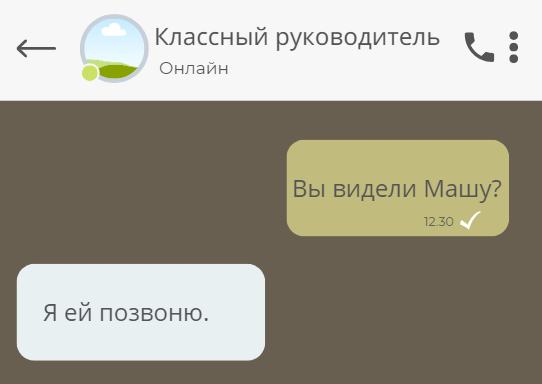 Классный руководитель
Онлайн
Вы видели Машу?
12.30
Я ей позвоню.